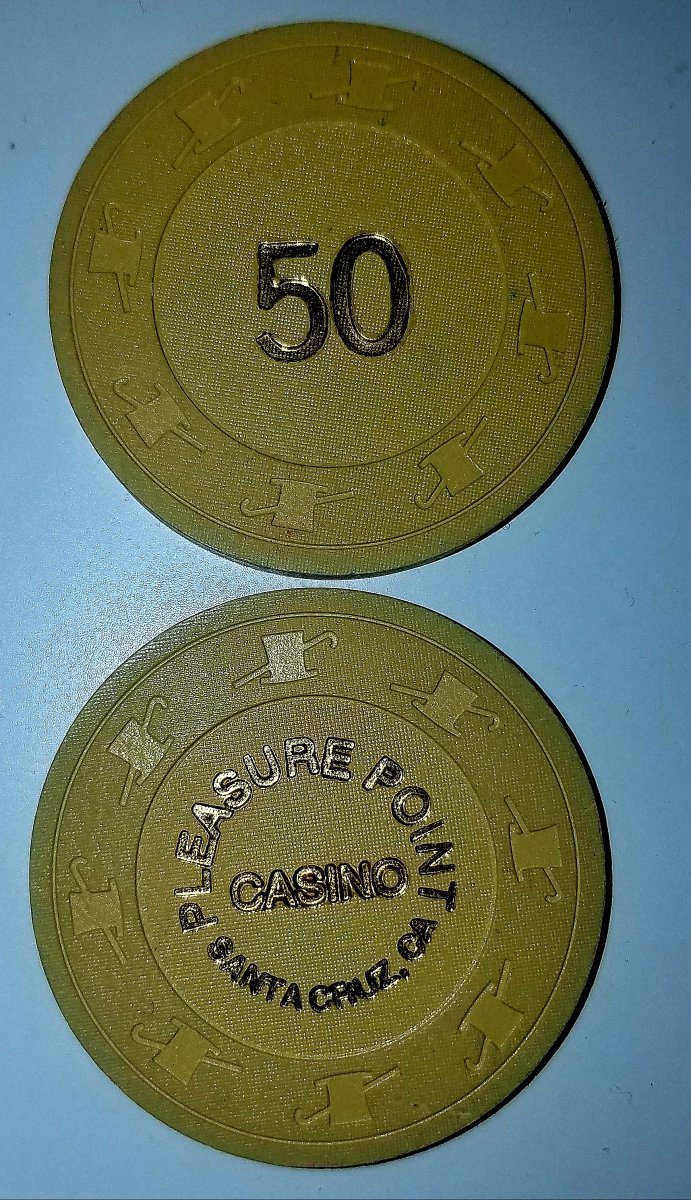 50
PLEASURE POINT
CASINO
SANTA CRUZ, CA